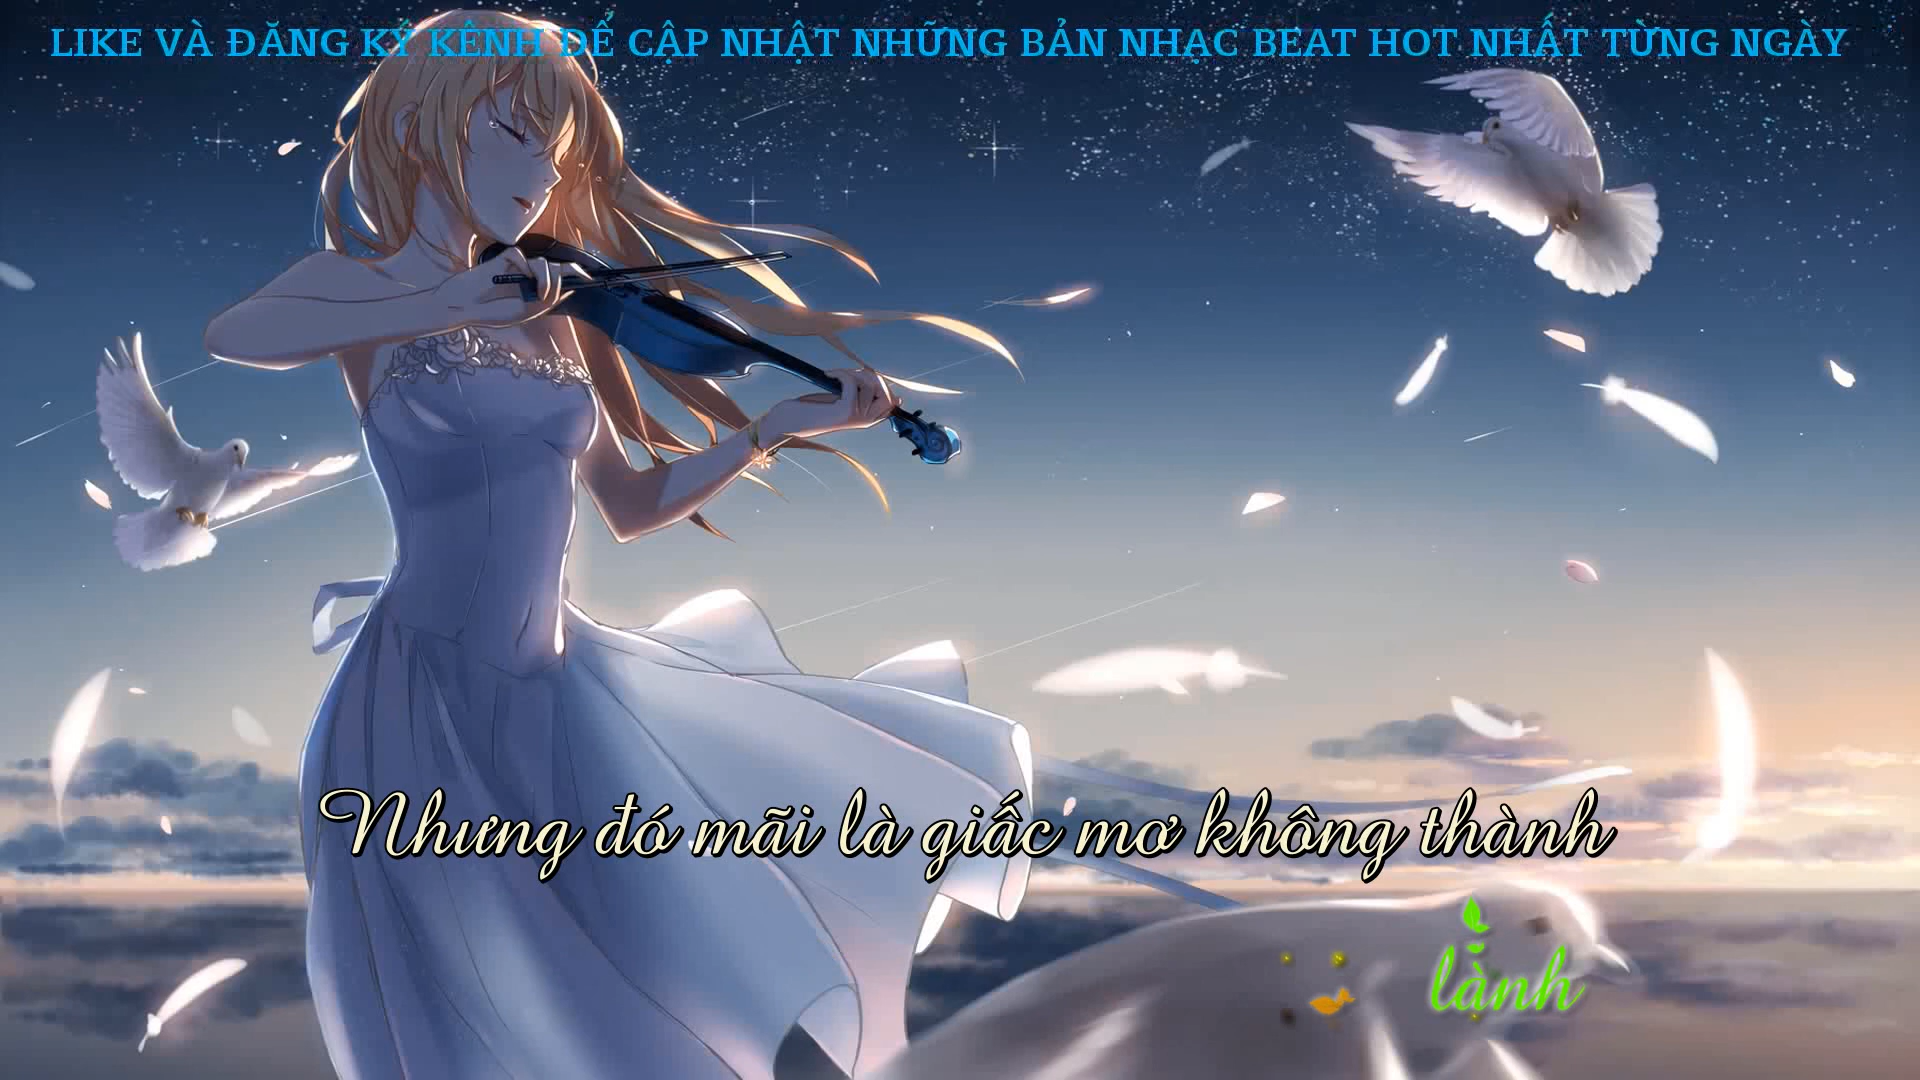 LIKE VÀ ĐĂNG KÝ KÊNH ĐỂ CẬP NHẬT NHỮNG BẢN NHẠC BEAT HOT NHẤT TỪNG NGÀY
Nhưng đó mãi là giấc mơ không thành
lành